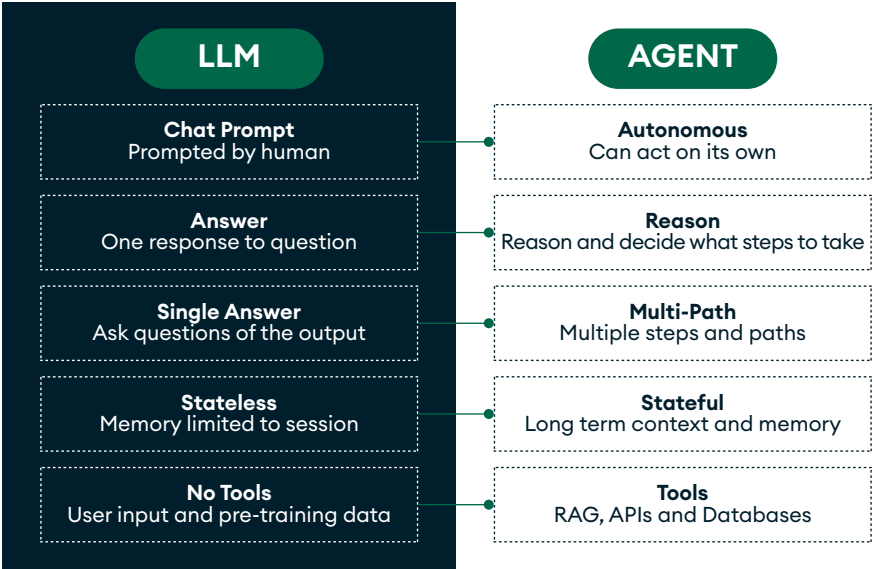 LLM
AGENT
Chat Prompt
Prompted by human
Autonomous
Can act on its own
Answer
One response to question
Reason
Reason and decide what steps to take
Single Answer
Ask questions of the output
Multi-Path
Multiple steps and paths
Stateless
Memory limited to session
Stateful
Long term context and memory
No Tools
User input and pre-training data
Tools
RAG, APIs and Databases